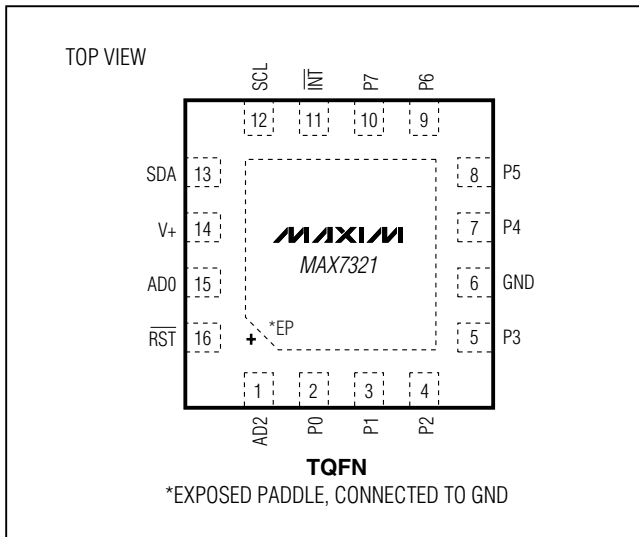 TOP VIEW
SCL
INT
P7
P6
12
11
10
9
SDA 13
8 P5
V+ 14
7 P4
MAXIM
MAX7321
AD0 15
6 GND
RST 16
+ *EP
5 P3
1
2
3
4
AD2
P0
P1
P2
TQFN
*EXPOSED PADDLE, CONNECTED TO GND